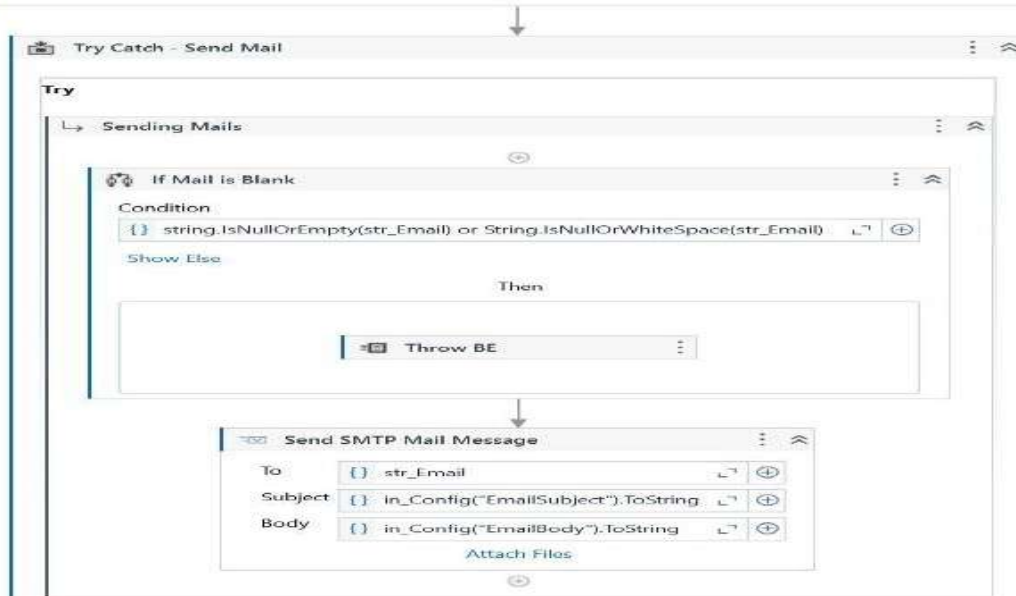 Try Catch - Send Mail
Try
Sending Mails
If Mail is Blank
Condition
{} string.IsNullOrEmpty(str_Email) or String.IsNullOrWhiteSpace(str_Email)
Show Else
Then
Throw BE
Send SMTP Mail Message
To {} str_Email
Subject {} in_Config("EmailSubject").ToString
Body {} in_Config("EmailBody").ToString
Attach Files